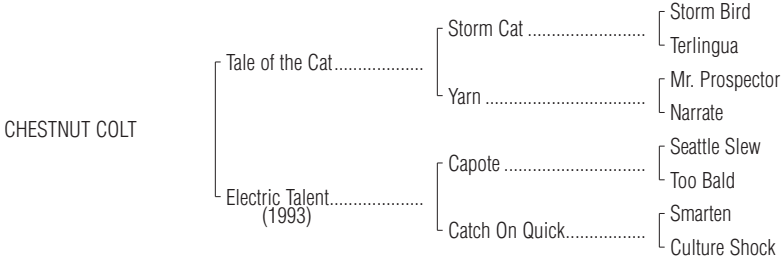 Storm Bird
Storm Cat ..........................
Terlingua
Tale of the Cat...................
Mr. Prospector
Yarn ...................................
Narrate
CHESTNUT COLT
Seattle Slew
Capote ...............................
Too Bald
Electric Talent....................
(1993)
Smarten
Catch On Quick.................
Culture Shock